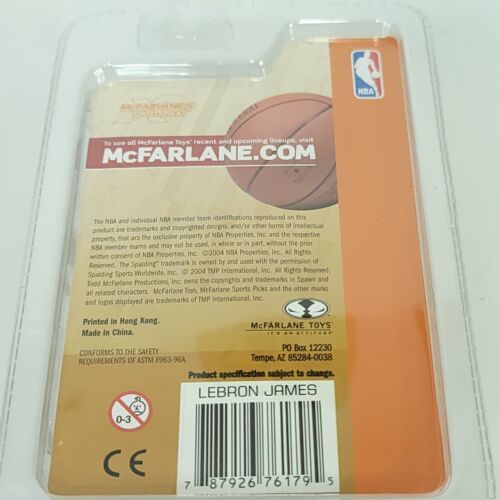 McFARLANE'S
NBA
To see all McFarlane Toys' recent and upcoming lineups, visit
McFARLANE.COM
The NBA and individual NBA member team identifications reproduced on this
product are trademarks and copyrighted designs, and/or other forms of intellectual
property, that are the exclusive property of NBA Properties, Inc. and the respective
NBA member teams and may not be used, in whole or in part, without the prior
written consent of NBA Properties, Inc. ©2004 NBA Properties, Inc. All Rights
Reserved. The Spalding® trademark is owned by and used with the permission of
Spalding Sports Worldwide, Inc. © 2004 TMP International, Inc. All Rights Reserved.
Todd McFarlane Productions, Inc. owns the copyrights and trademarks in Spawn and
all related characters. McFarlane Toys, McFarlane Sports Picks and the other marks
and logos displayed are trademarks of TMP International, Inc.
Printed in Hong Kong.
Made in China.
McFARLANE TOYS
IT'S AN ATTITUDE
CONFORMS TO THE SAFETY
REQUIREMENTS OF ASTM F963-96A.
PO Box 12230
Tempe, AZ 85284-0038
Product specification subject to change.
LEBRON JAMES
0-3
CE
7 87926 76179 5